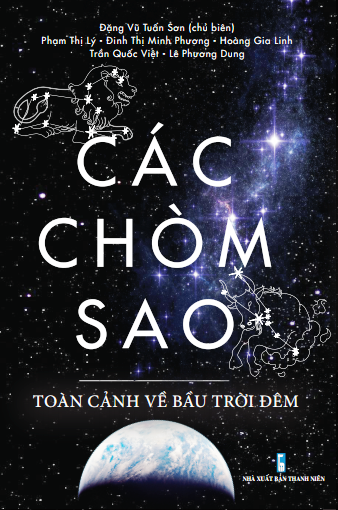 Đặng Vũ Tuấn Sơn (chủ biên)
Phạm Thị Lý - Đinh Thị Minh Phượng - Hoàng Gia Linh
Trần Quốc Việt - Lê Phương Dung
CÁC
CHÒM
SAO
TOÀN CẢNH VỀ BẦU TRỜI ĐÊM
NHÀ XUẤT BẢN THANH NIÊN